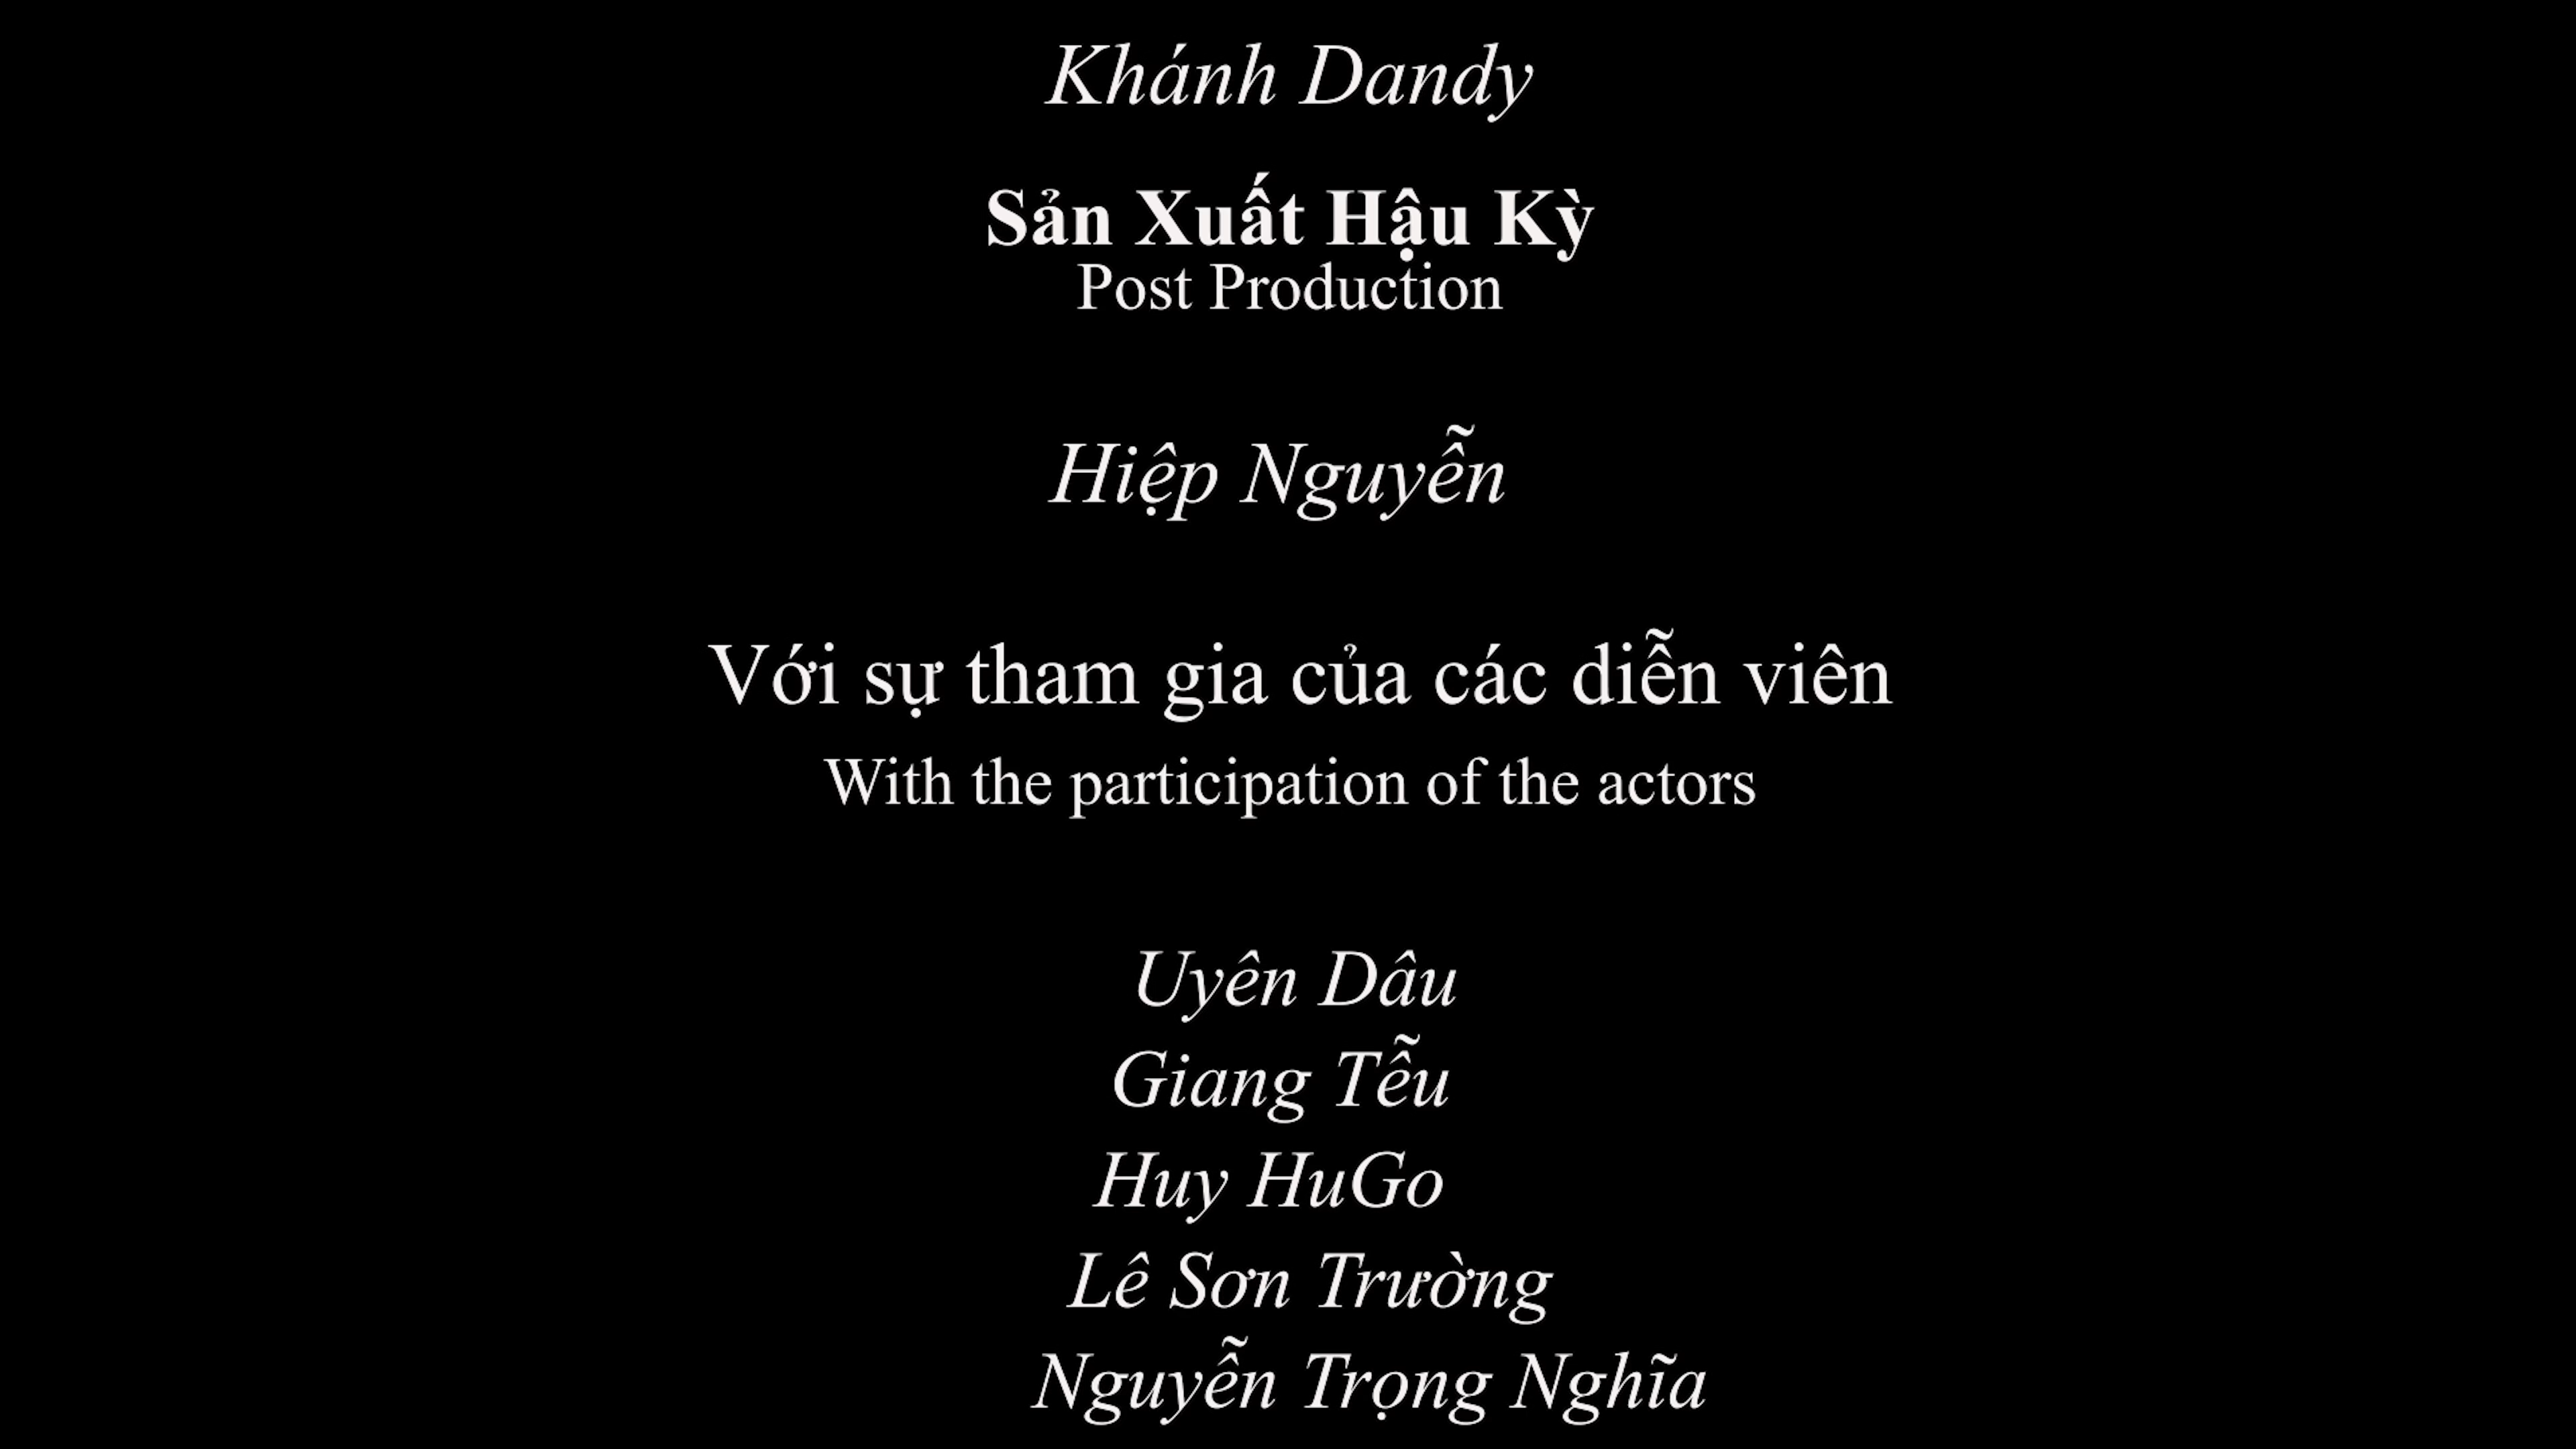 Khánh Dandy
Sản Xuất Hậu Kỳ
Post Production
Hiệp Nguyễn
Với sự tham gia của các diễn viên
With the participation of the actors
Uyên Dâu
Giang Tễu
Huy HuGo
Lê Sơn Trường
Nguyễn Trọng Nghĩa